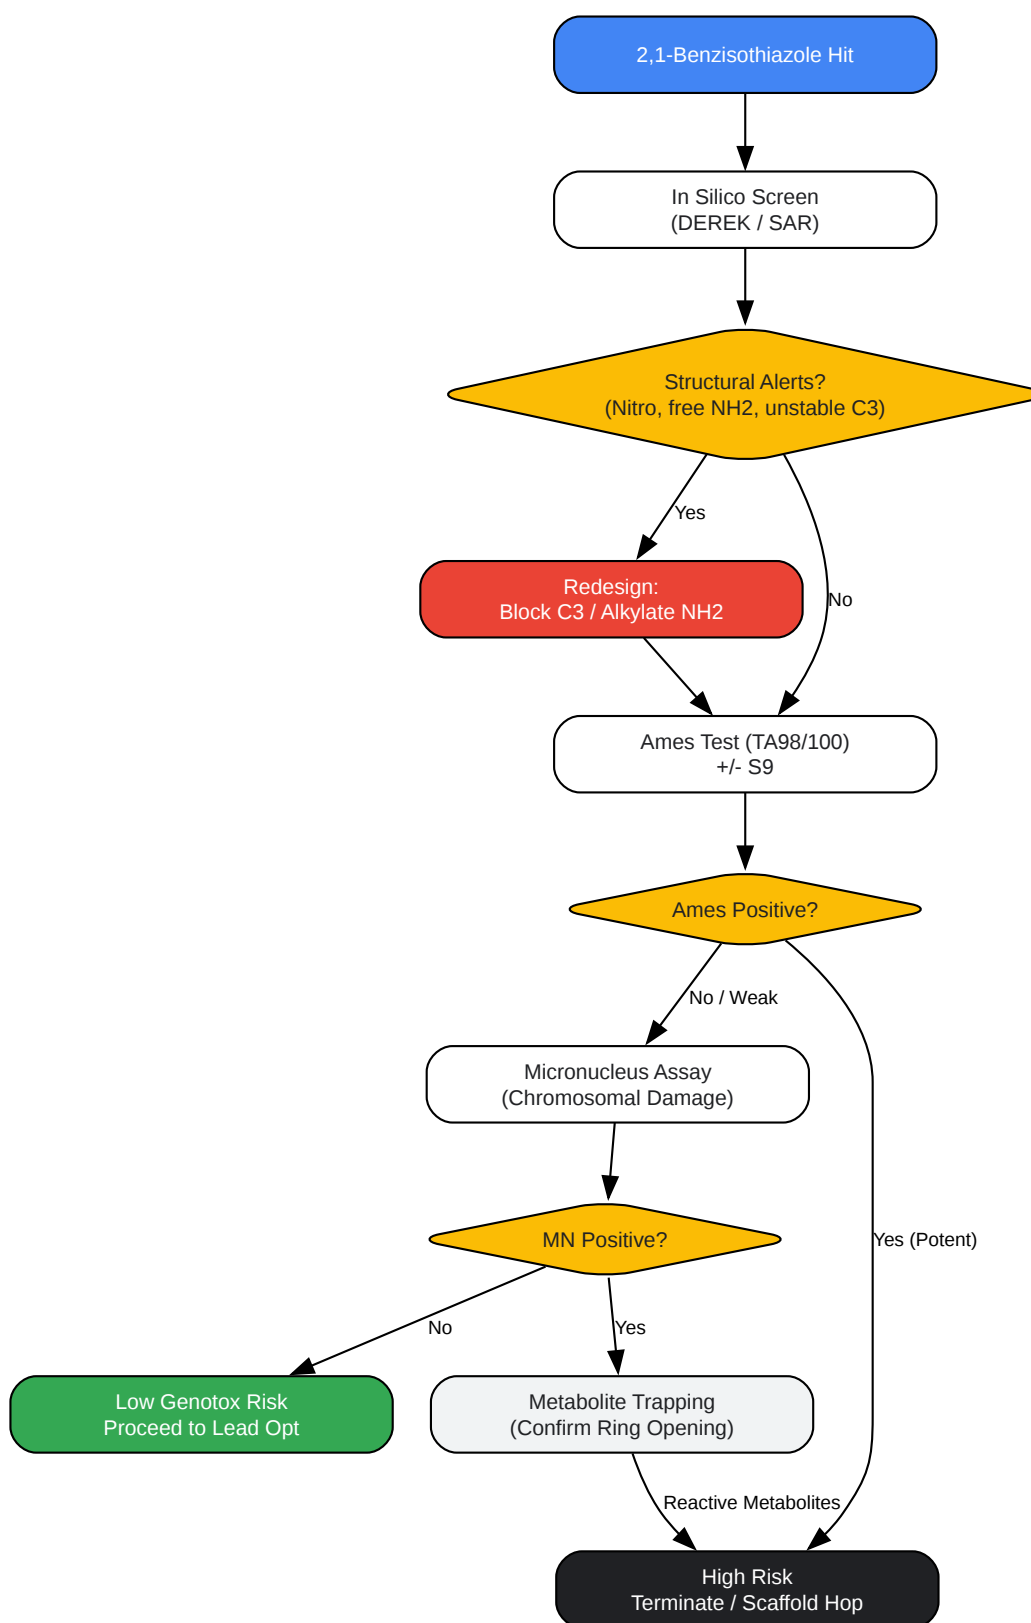 2,1-Benzisothiazole Hit
In Silico Screen
(DEREK / SAR)
Structural Alerts?
(Nitro, free NH2, unstable C3)
Yes
Redesign:
Block C3 / Alkylate NH2
No
Ames Test (TA98/100)
+/- S9
Ames Positive?
No / Weak
Micronucleus Assay
(Chromosomal Damage)
MN Positive?
Yes (Potent)
No
Yes
Low Genotox Risk
Proceed to Lead Opt
Metabolite Trapping
(Confirm Ring Opening)
Reactive Metabolites
High Risk
Terminate / Scaffold Hop